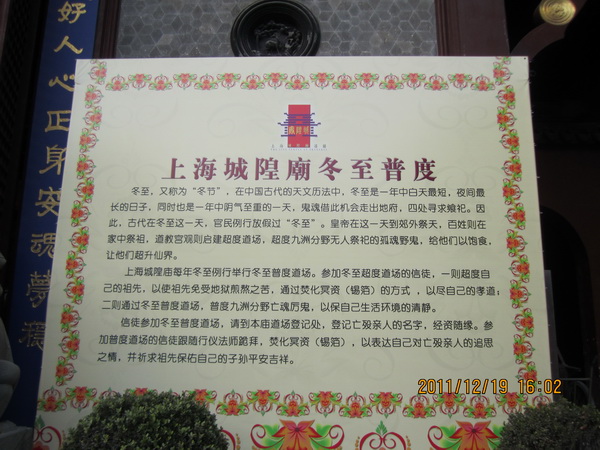 好人心正身安魂夢穩
上海城隍廟冬至普度
冬至，又称为“冬节”，在中国古代的天文历法中，冬至是一年中白天最短，夜间最
长的日子，同时也是一年中阴气至重的一天，鬼魂借此机会走出地府，四处寻求飨祀。因
此，古代在冬至这一天，官民例行放假过“冬至”。皇帝在这一天到郊外祭天，百姓则在
家中祭祖，道教宫观则启建超度道场，超度九洲分野无人祭祀的孤魂野鬼，给他们以饱食，
让他们超升仙界。
上海城隍庙每年冬至例行举行冬至普度道场。参加冬至超度道场的信徒，一则超度自
己的祖先，以使祖先免受地狱煎熬之苦，通过焚化冥资（锡箔）的方式，以尽自己的孝道；
二则通过冬至普度道场，普度九洲分野亡魂厉鬼，以保自己生活环境的清静。
信徒参加冬至普度道场，请到本庙道场登记处，登记亡殁亲人的名字，经资随缘。参
加普度道场的信徒跟随行仪法师跪拜，焚化冥资（锡箔），以表达自己对亡殁亲人的追思
之情，并祈求祖先保佑自己的子孙平安吉祥。
2011/12/19 16:02